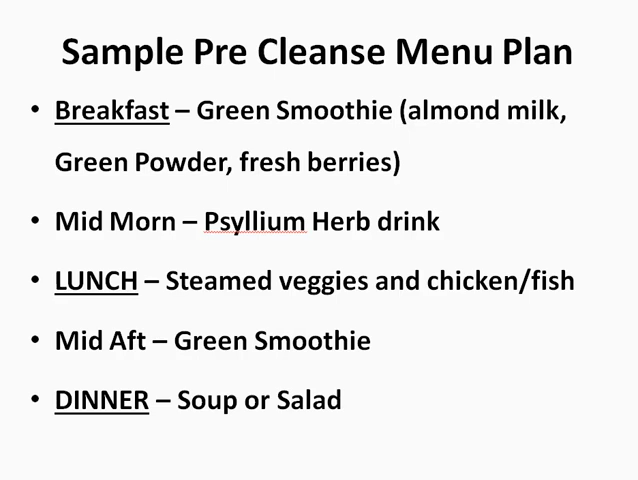 Sample Pre Cleanse Menu Plan
• Breakfast – Green Smoothie (almond milk,
Green Powder, fresh berries)
• Mid Morn – Psyllium Herb drink
• LUNCH – Steamed veggies and chicken/fish
• Mid Aft – Green Smoothie
• DINNER – Soup or Salad